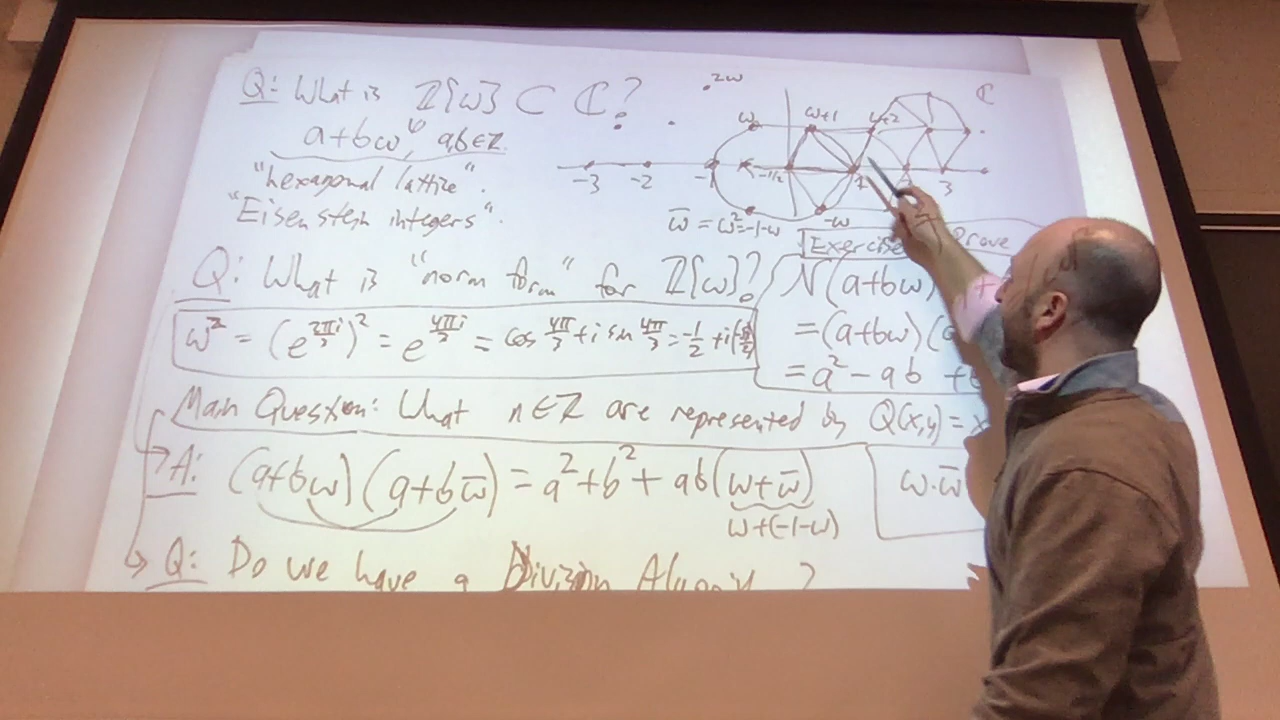 Q: What is ℤ[ω] ⊂ ℂ?
a+bω, a,b∈ℤ.
"hexagonal lattice".
"Eisenstein integers".
2ω
ℂ
ω ω+1 ω+2
-3 -2 -1 -1/2 1 2 3
ω̄ = ω²=-1-ω -ω
Exercise Prove
Q: What is "norm form" for ℤ[ω]?
N(a+bω)
=(a+bω)(a
=a²-ab +
ω² = (e^{2πi/3})² = e^{4πi/3} = cos 4π/3 + i sin 4π/3 = -1/2 + i
Main Question: What n∈ℤ are represented by Q(x,y) = x
A: (a+bω)(a+bω̄) = a²+b²+ab(ω+ω̄)
ω+(-1-ω)
ω·ω̄
Q: Do we have a Division ?